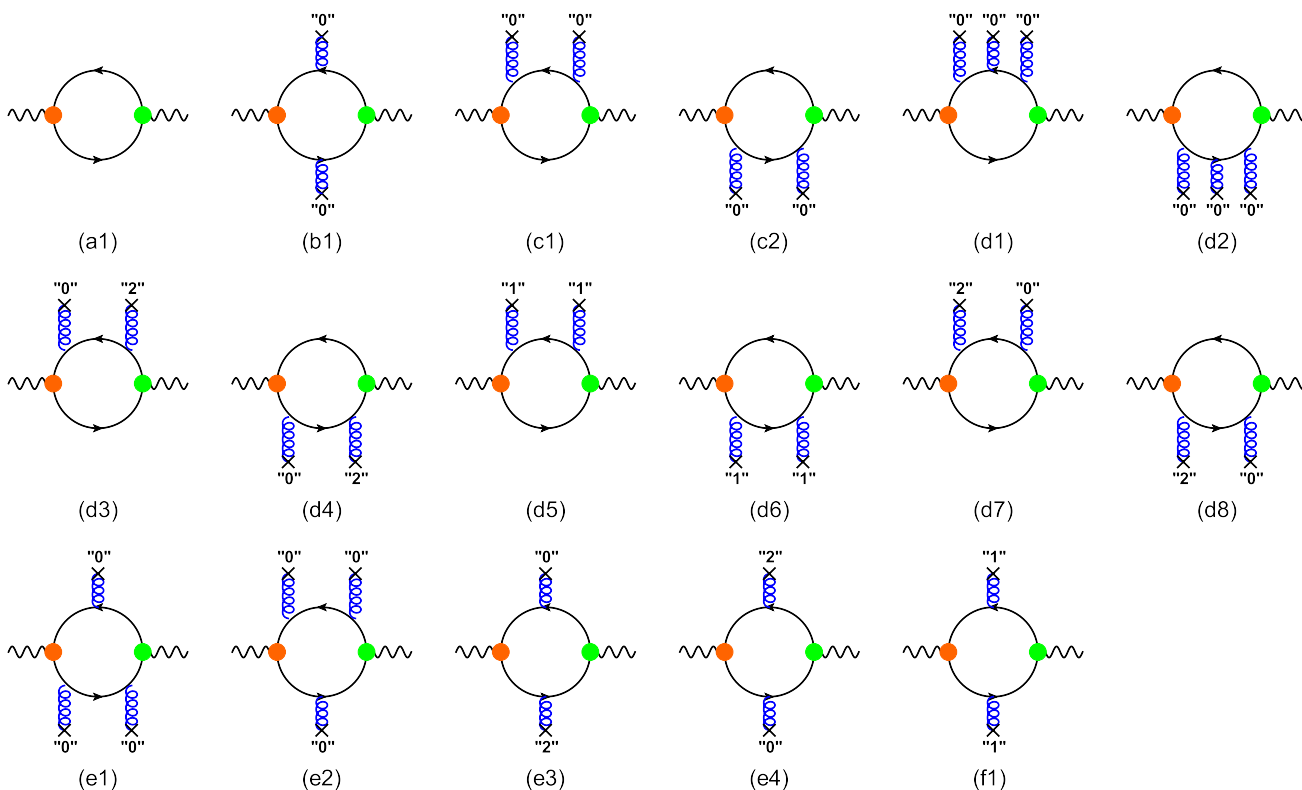 "0" "0" "0" "0" "0" "0"
"0" "0" "0" "0" "0" "0"
(a1) (b1) (c1) (c2) (d1) (d2)
"0" "2" "1" "1" "2" "0"
"0" "2" "1" "1" "2" "0"
(d3) (d4) (d5) (d6) (d7) (d8)
"0" "0" "0" "0" "2" "1"
"0" "0" "0" "2" "0" "1"
(e1) (e2) (e3) (e4) (f1)